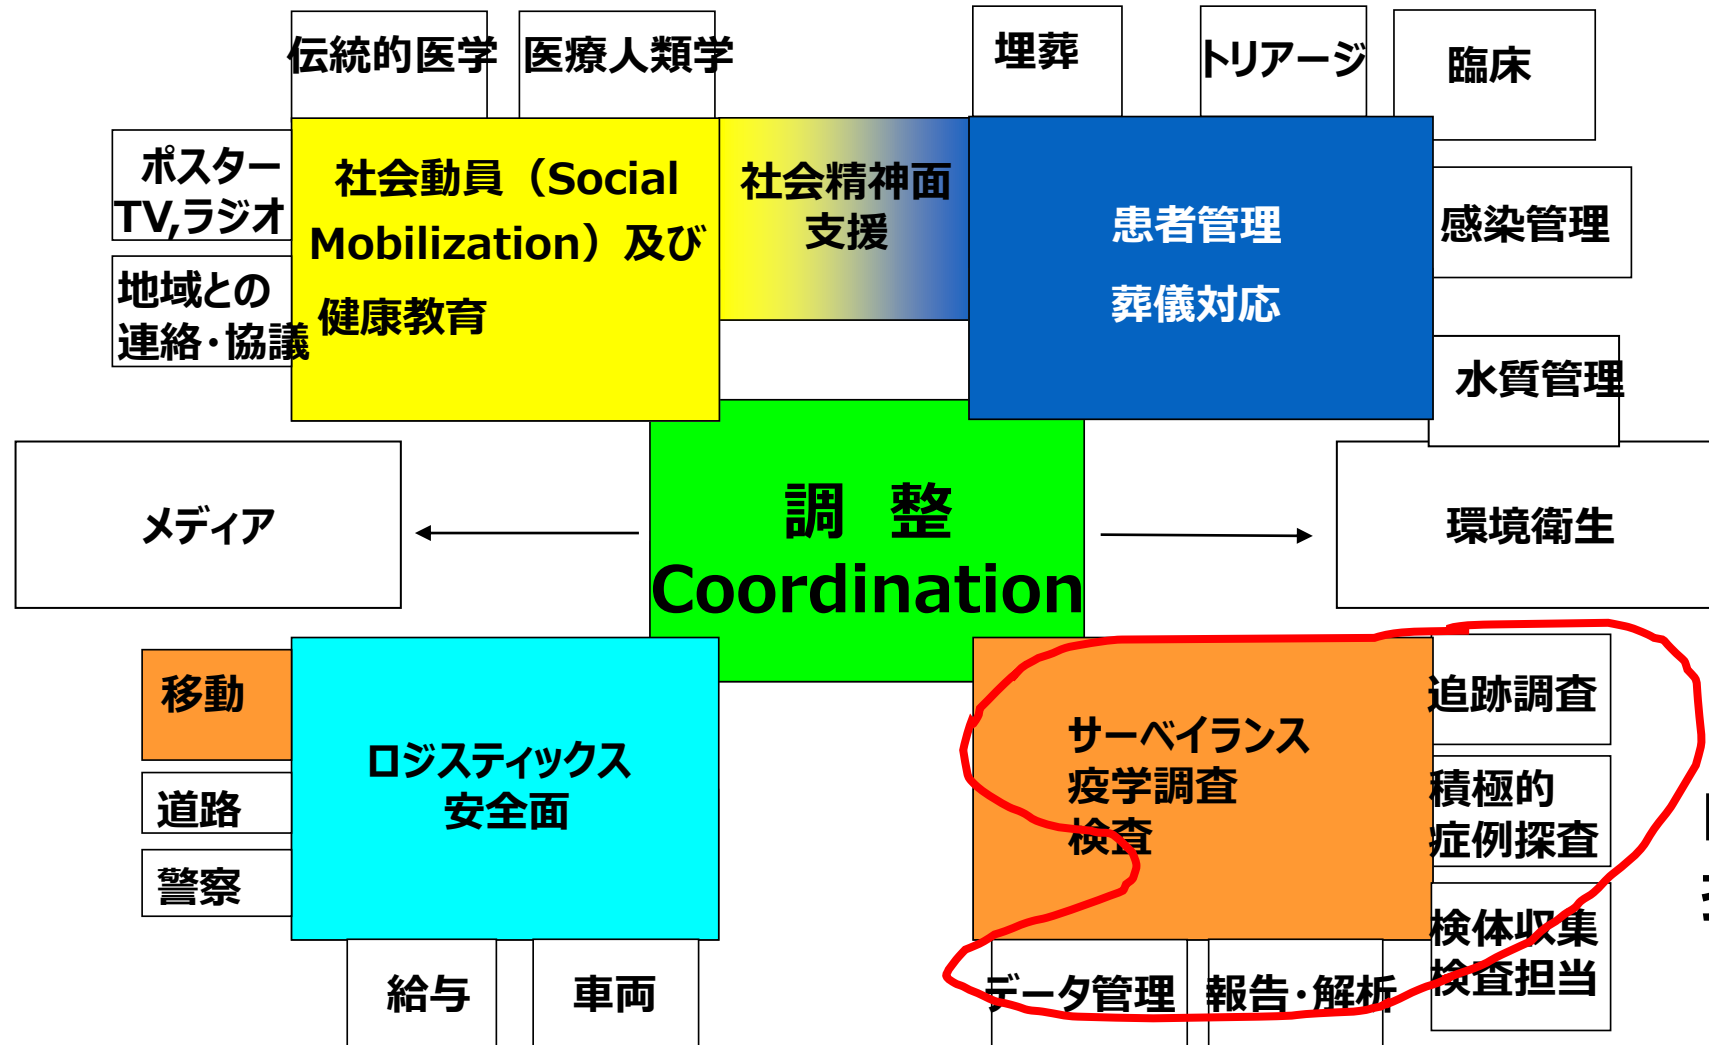 伝統的医学
医療人類学
埋葬
トリアージ
臨床
ポスター
TV,ラジオ
地域との
連絡・協議
社会動員（Social
Mobilization）及び
健康教育
社会精神面
支援
患者管理
葬儀対応
感染管理
水質管理
メディア
調 整
Coordination
環境衛生
移動
道路
警察
ロジスティックス
安全面
給与
車両
サーベイランス
疫学調査
検査
追跡調査
積極的
症例探査
検体収集
検査担当
データ管理
報告・解析